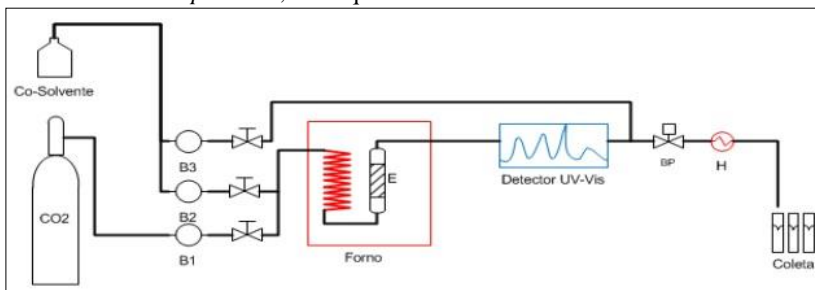 Co-Solvente
B3
B2
B1
CO2
E
Forno
Detector UV-Vis
BP
H
Coleta